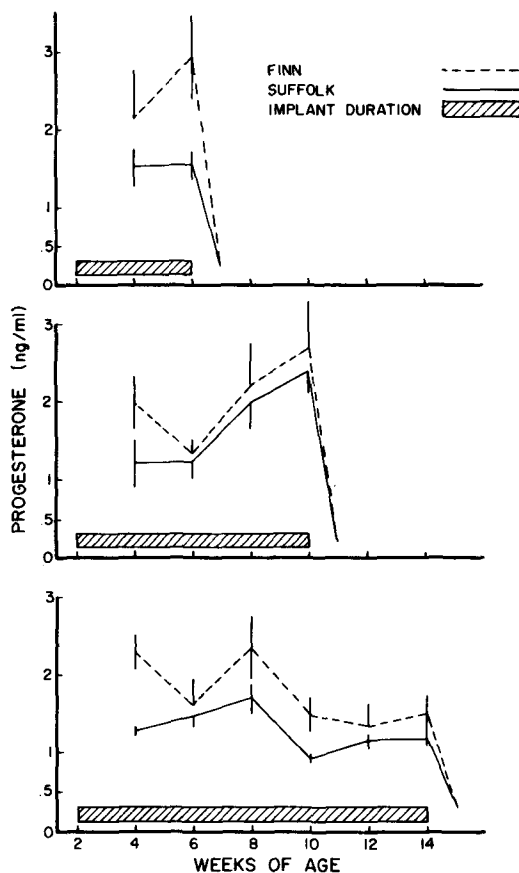 3
FINN
SUFFOLK
IMPLANT DURATION
2
1
.5
0
3
2
1
.5
0
PROGESTERONE (ng/ml)
3
2
1
.5
0
2 4 6 8 10 12 14
WEEKS OF AGE